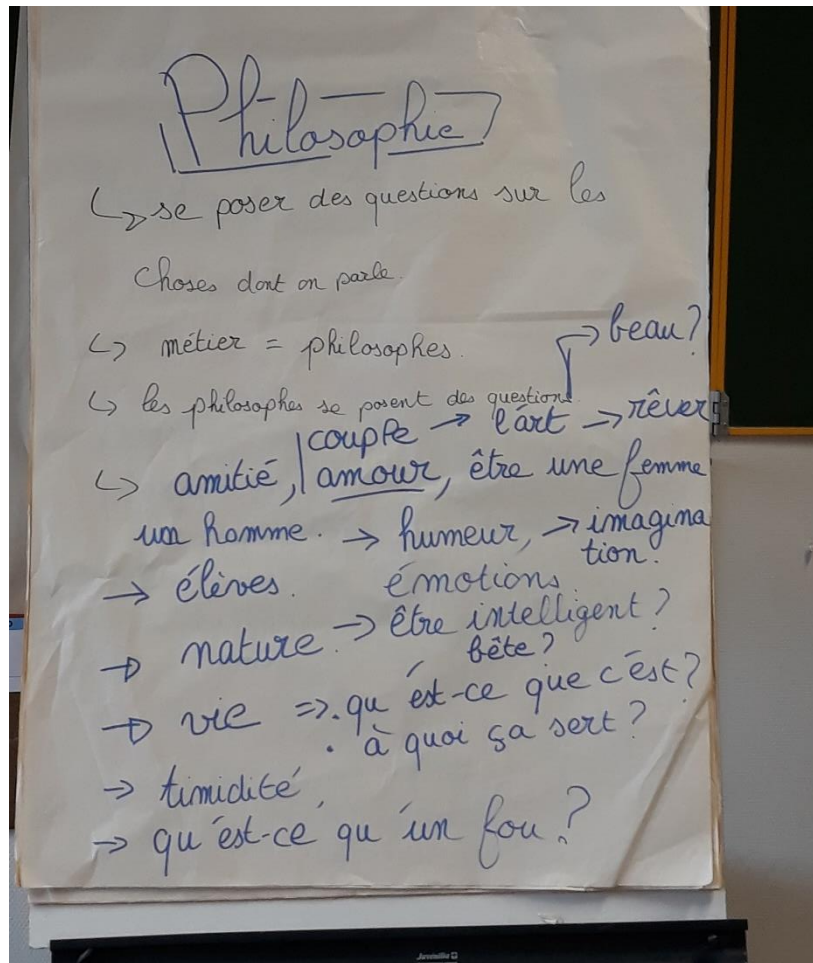 Philosophie
↳ se poser des questions sur les
choses dont on parle.
↳ métier = philosophes.
→ beau?
↳ les philosophes se posent des questions
couple → l'art → rêver
↳ amitié, amour, être une femme
un homme. → humeur, → imagina
tion.
→ élèves. émotions
→ nature → être intelligent?
bête?
→ vie => . qu'est-ce que c'est?
. à quoi ça sert?
→ timidité,
→ qu'est-ce qu'un fou?